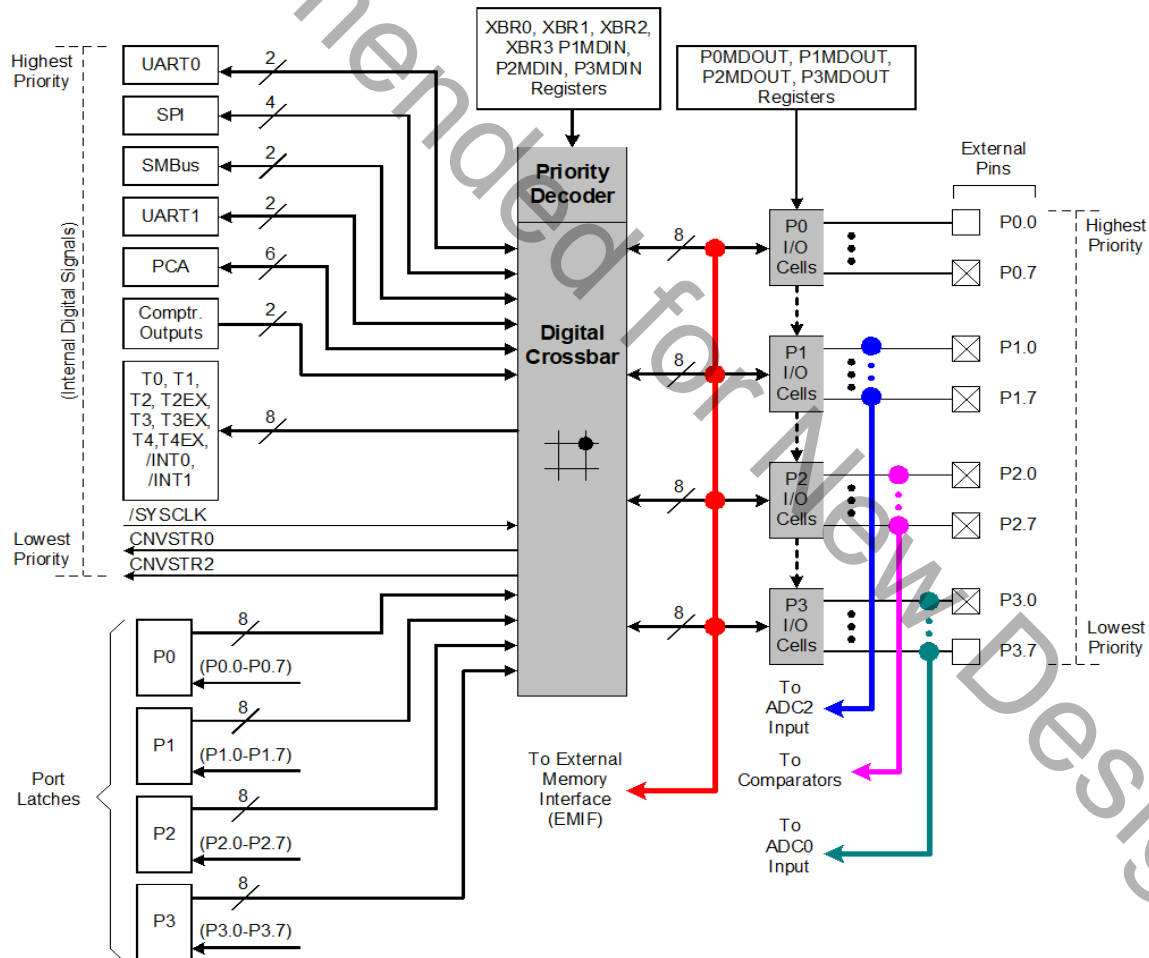 XBR0, XBR1, XBR2,
XBR3 P1MDIN,
P2MDIN, P3MDIN
Registers
P0MDOUT, P1MDOUT,
P2MDOUT, P3MDOUT
Registers
Highest
Priority
UART0
2
SPI
4
SMBus
2
UART1
2
PCA
6
Comptr.
Outputs
2
T0, T1,
T2, T2EX,
T3, T3EX,
T4,T4EX,
/INT0,
/INT1
8
(Internal Digital Signals)
/SYSCLK
CNVSTR0
CNVSTR2
Lowest
Priority
Priority
Decoder
Digital
Crossbar
8
8
8
8
P0
I/O
Cells
P1
I/O
Cells
P2
I/O
Cells
P3
I/O
Cells
External
Pins
P0.0
P0.7
P1.0
P1.7
P2.0
P2.7
P3.0
P3.7
Highest
Priority
Lowest
Priority
Port
Latches
P0
8
(P0.0-P0.7)
P1
8
(P1.0-P1.7)
P2
8
(P2.0-P2.7)
P3
8
(P3.0-P3.7)
To External
Memory
Interface
(EMIF)
To
ADC2
Input
To
Comparators
To
ADC0
Input
mended for New Desig